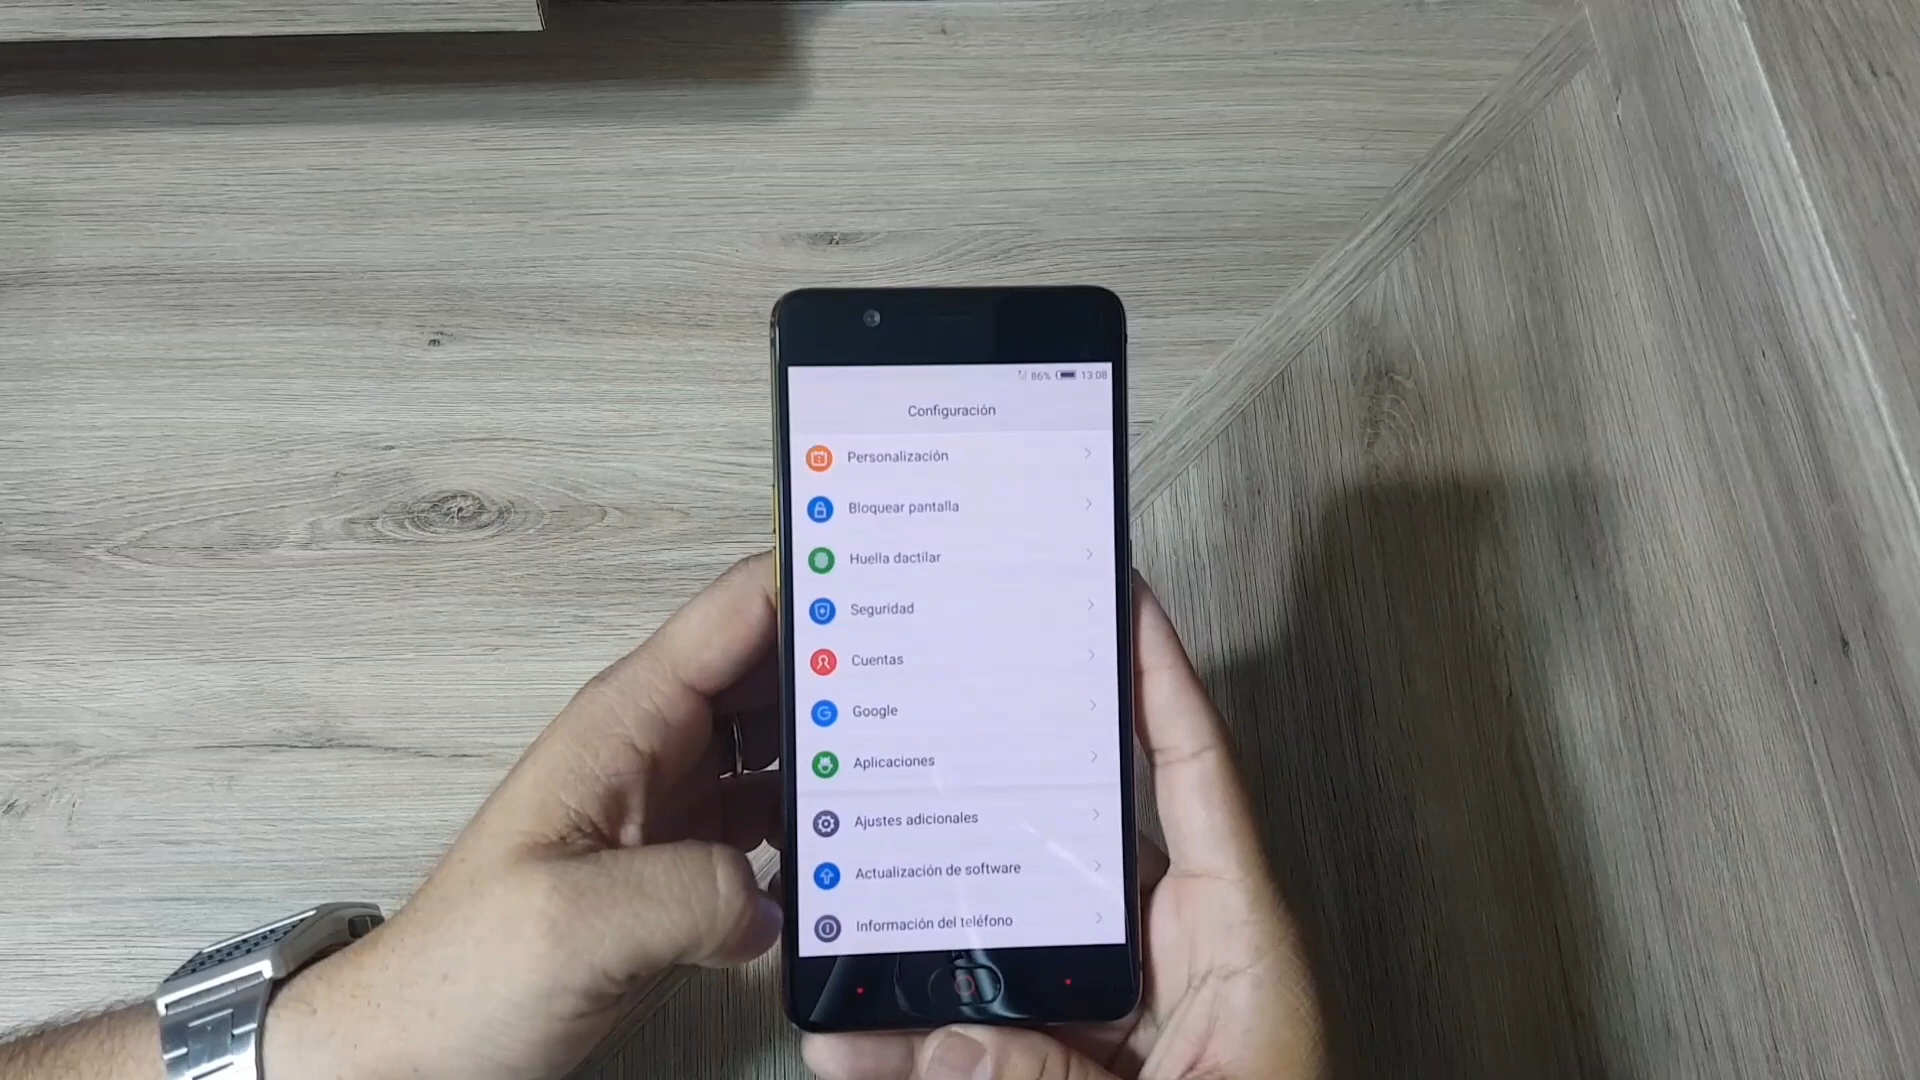 86% 13:08
Configuración
Personalización
Bloquear pantalla
Huella dactilar
Seguridad
Cuentas
Google
Aplicaciones
Ajustes adicionales
Actualización de software
Información del teléfono